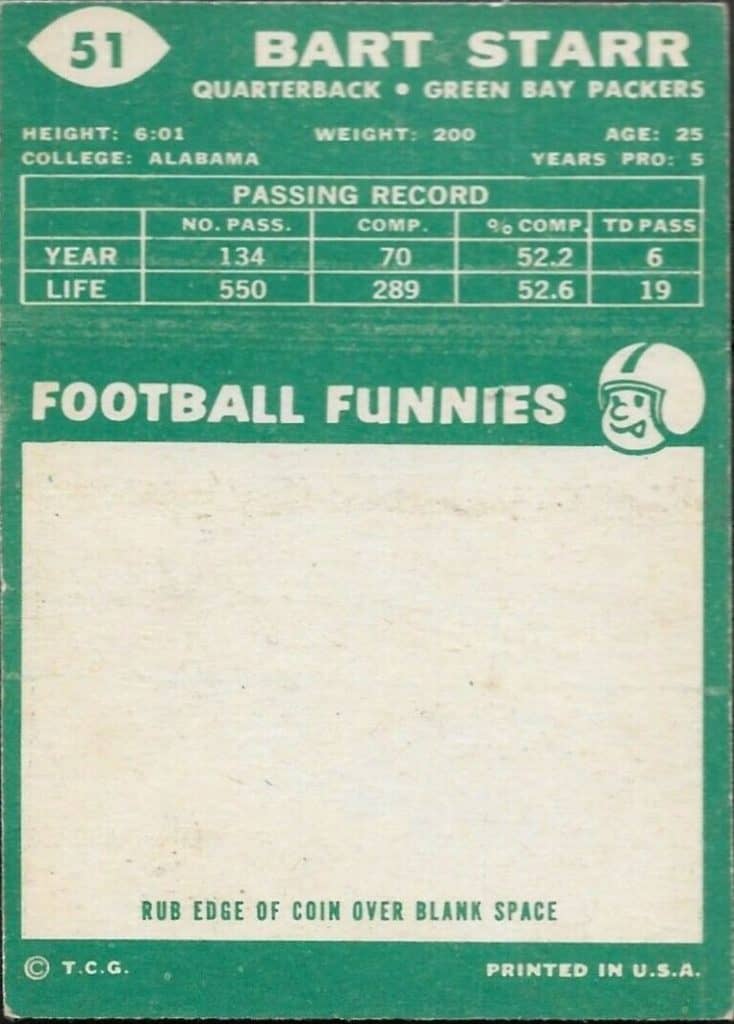 51
BART STARR
QUARTERBACK • GREEN BAY PACKERS
HEIGHT: 6:01 WEIGHT: 200 AGE: 25
COLLEGE: ALABAMA YEARS PRO: 5
PASSING RECORD
NO. PASS. COMP. % COMP. TD PASS
YEAR 134 70 52.2 6
LIFE 550 289 52.6 19
FOOTBALL FUNNIES
RUB EDGE OF COIN OVER BLANK SPACE
© T.C.G. PRINTED IN U.S.A.